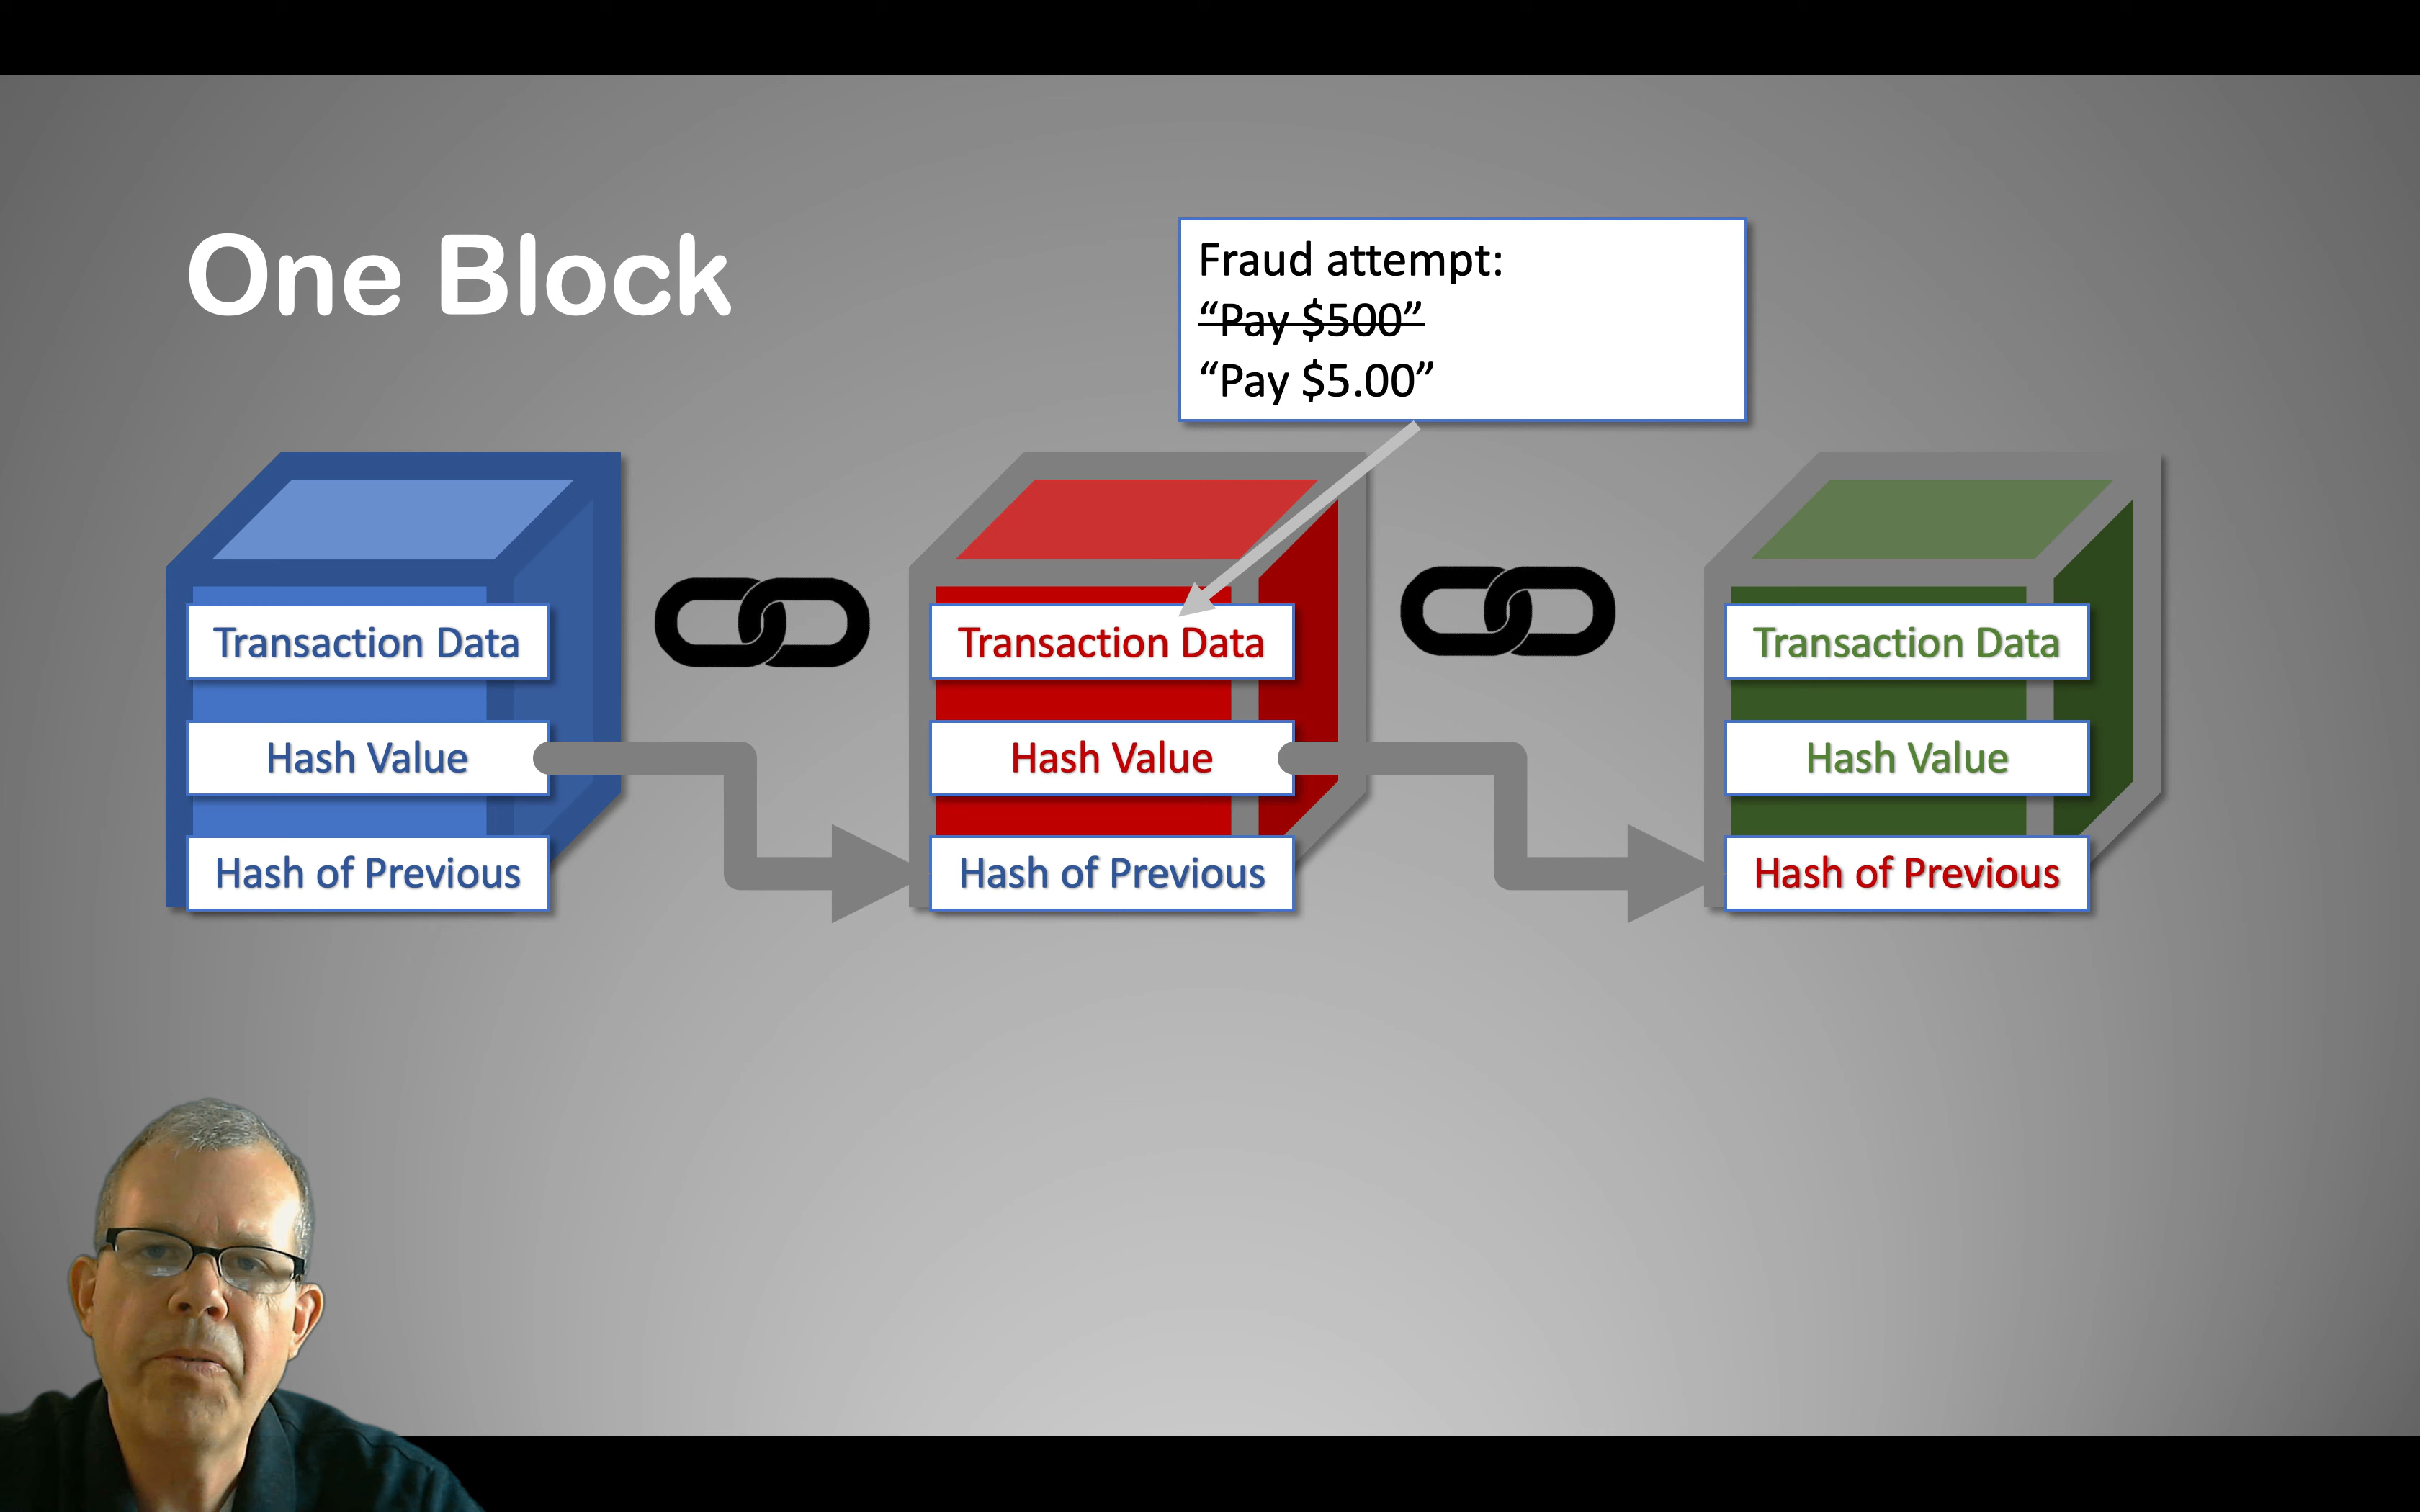 One Block
Fraud attempt:
“Pay $500”
“Pay $5.00”
Transaction Data
Hash Value
Hash of Previous
Transaction Data
Hash Value
Hash of Previous
Transaction Data
Hash Value
Hash of Previous